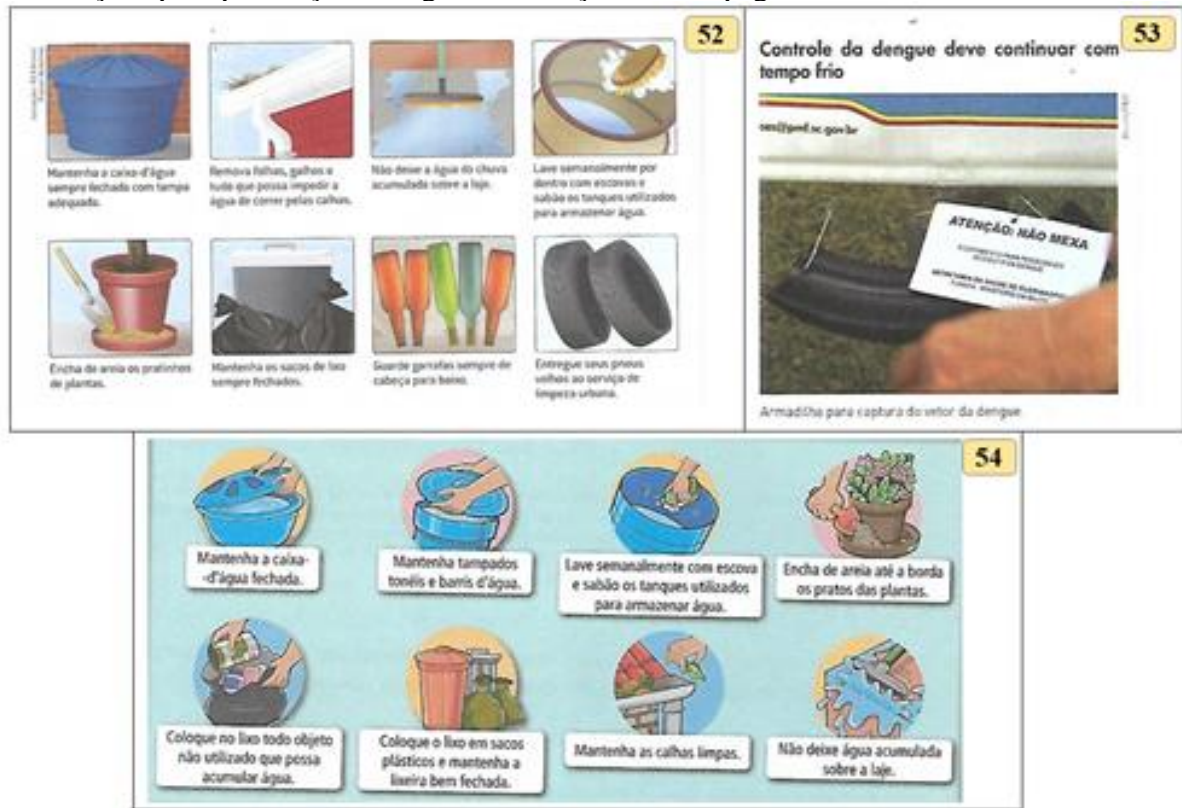 52
Mantenha a caixa-d'água
sempre fechada com tampa
adequada.
Remova folhas, galhos e
tudo que possa impedir a
água de correr pelas calhas.
Não deixe a água da chuva
acumulada sobre a laje.
Lave semanalmente por
dentro com escovas e
sabão os tanques utilizados
para armazenar água.
Encha de areia os pratinhos
de plantas.
Mantenha os sacos de lixo
sempre fechados.
Guarde garrafas sempre de
cabeça para baixo.
Entregue seus pneus
velhos ao serviço de
limpeza urbana.
53
Controle da dengue deve continuar com
tempo frio
oes@pmf.sc.gov.br
ATENÇÃO: NÃO MEXA
Armadilha para captura do vetor da dengue
54
Mantenha a caixa-
-d'água fechada.
Mantenha tampados
tonéis e barris d'água.
Lave semanalmente com escova
e sabão os tanques utilizados
para armazenar água.
Encha de areia até a borda
os pratos das plantas.
Coloque no lixo todo objeto
não utilizado que possa
acumular água.
Coloque o lixo em sacos
plásticos e mantenha a
lixeira bem fechada.
Mantenha as calhas limpas.
Não deixe água acumulada
sobre a laje.